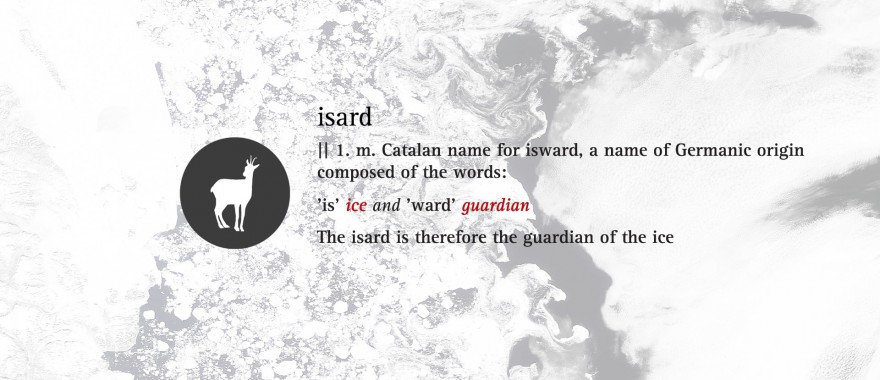 isard
|| 1. m. Catalan name for isward, a name of Germanic origin
composed of the words:
’is’ ice and ’ward’ guardian
The isard is therefore the guardian of the ice